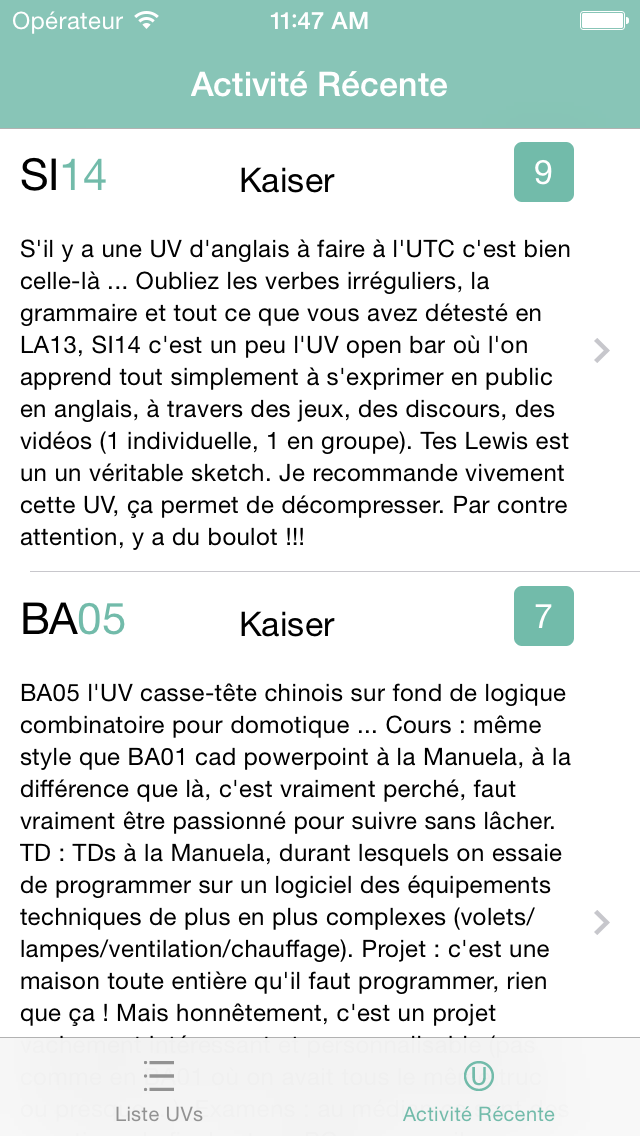 Opérateur 11:47 AM
Activité Récente
SI14 Kaiser 9
S'il y a une UV d'anglais à faire à l'UTC c'est bien
celle-là ... Oubliez les verbes irréguliers, la
grammaire et tout ce que vous avez détesté en
LA13, SI14 c'est un peu l'UV open bar où l'on
apprend tout simplement à s'exprimer en public
en anglais, à travers des jeux, des discours, des
vidéos (1 individuelle, 1 en groupe). Tes Lewis est
un un véritable sketch. Je recommande vivement
cette UV, ça permet de décompresser. Par contre
attention, y a du boulot !!!
BA05 Kaiser 7
BA05 l'UV casse-tête chinois sur fond de logique
combinatoire pour domotique ... Cours : même
style que BA01 cad powerpoint à la Manuela, à la
différence que là, c'est vraiment perché, faut
vraiment être passionné pour suivre sans lâcher.
TD : TDs à la Manuela, durant lesquels on essaie
de programmer sur un logiciel des équipements
techniques de plus en plus complexes (volets/
lampes/ventilation/chauffage). Projet : c'est une
maison toute entière qu'il faut programmer, rien
que ça ! Mais honnêtement, c'est un projet
vachement intéressant et personnalisable (pas
Liste UVs
U
Activité Récente